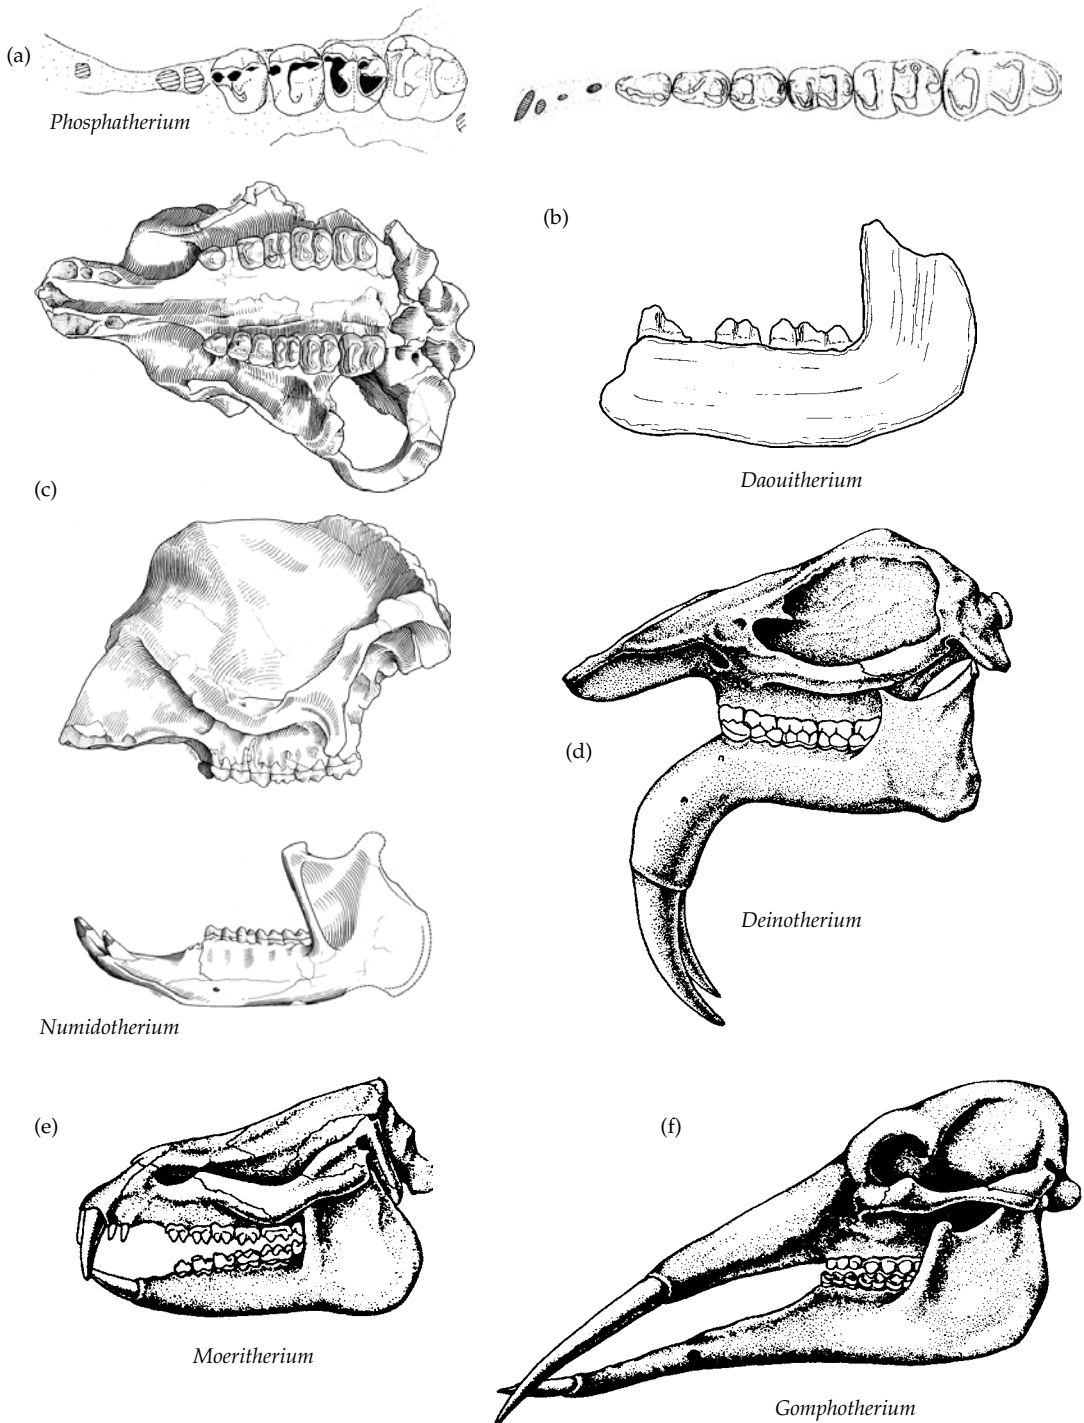 (a)
Phosphatherium
(b)
Daouitherium
(c)
Numidotherium
(d)
Deinotherium
(e)
Moeritherium
(f)
Gomphotherium